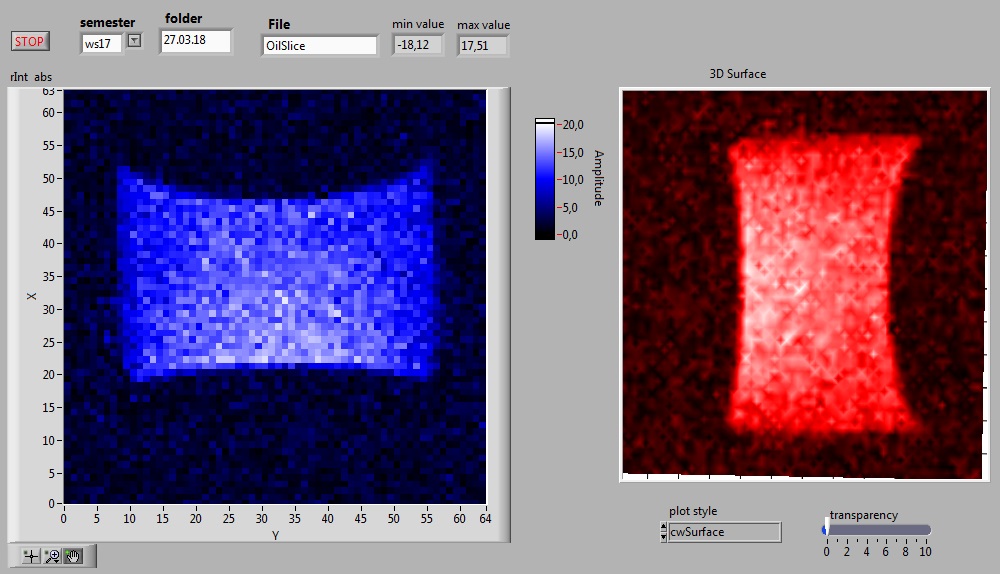 semester
folder
File
min value
max value
STOP
ws17
27.03.18
OilSlice
-18,12
17,51
rInt abs
3D Surface
63
60
55
50
45
40
35
30
25
20
15
10
5
0
X
0 5 10 15 20 25 30 35 40 45 50 55 60 64
Y
20,0
15,0
10,0
5,0
0,0
Amplitude
plot style
cwSurface
transparency
0 2 4 6 8 10